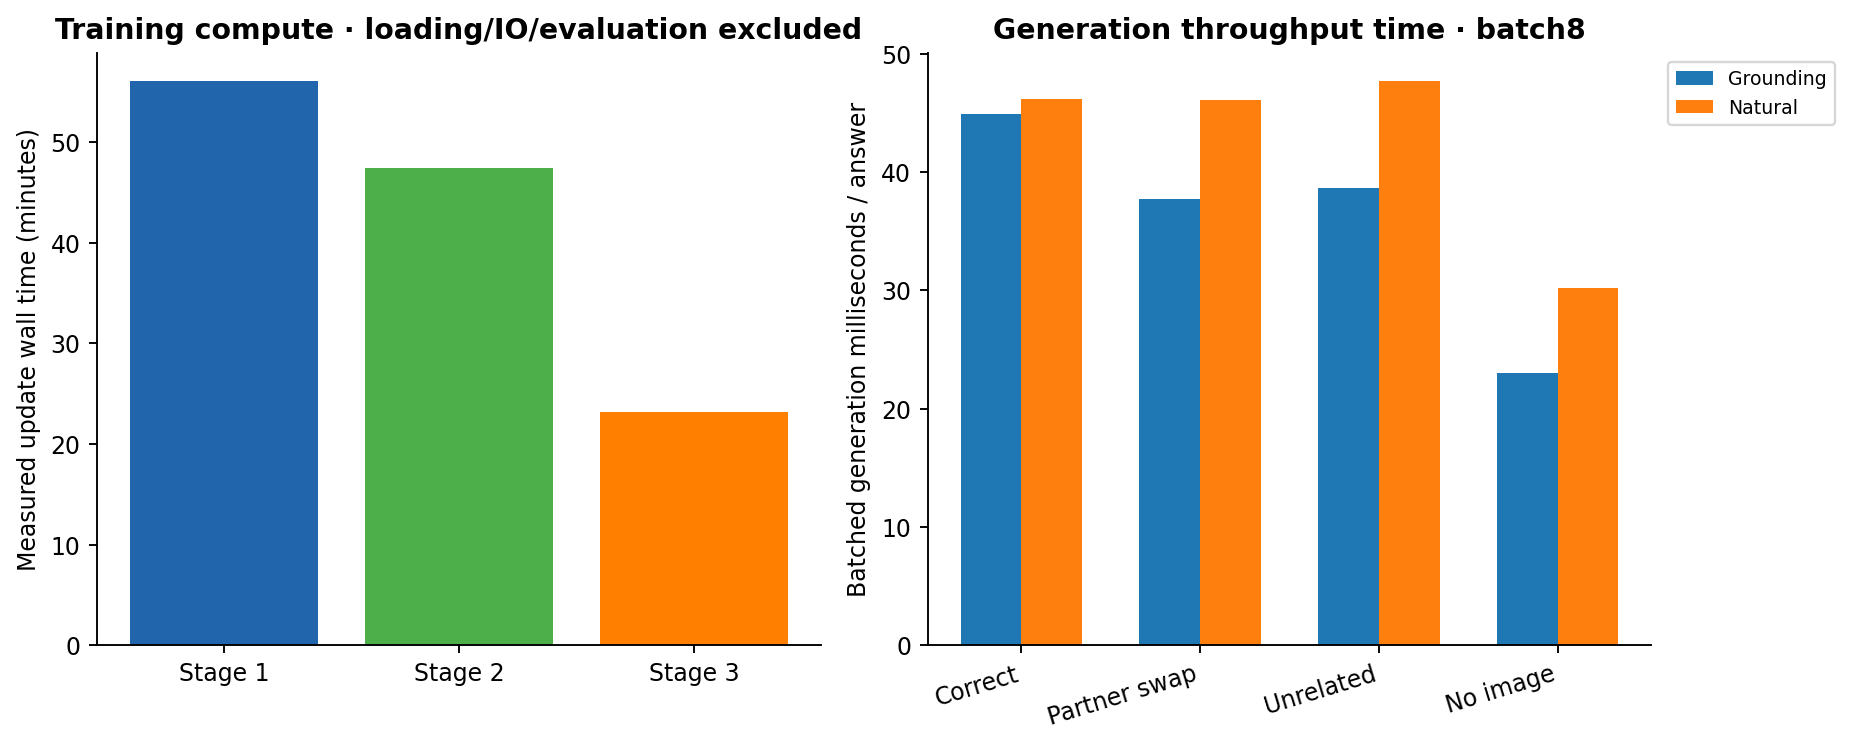 Training compute · loading/IO/evaluation excluded
Measured update wall time (minutes)
50
40
30
20
10
0
Stage 1
Stage 2
Stage 3
Generation throughput time · batch8
Batched generation milliseconds / answer
50
40
30
20
10
0
Correct
Partner swap
Unrelated
No image
Grounding
Natural